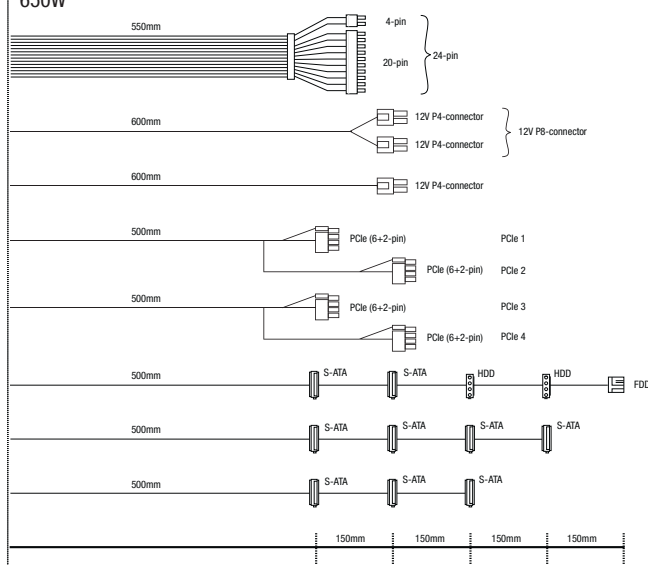 650W
550mm
4-pin
20-pin
24-pin
600mm
12V P4-connector
12V P4-connector
12V P8-connector
600mm
12V P4-connector
500mm
PCIe (6+2-pin) PCIe 1
PCIe (6+2-pin) PCIe 2
500mm
PCIe (6+2-pin) PCIe 3
PCIe (6+2-pin) PCIe 4
500mm S-ATA S-ATA HDD HDD FDD
500mm S-ATA S-ATA S-ATA S-ATA
500mm S-ATA S-ATA S-ATA
150mm 150mm 150mm 150mm